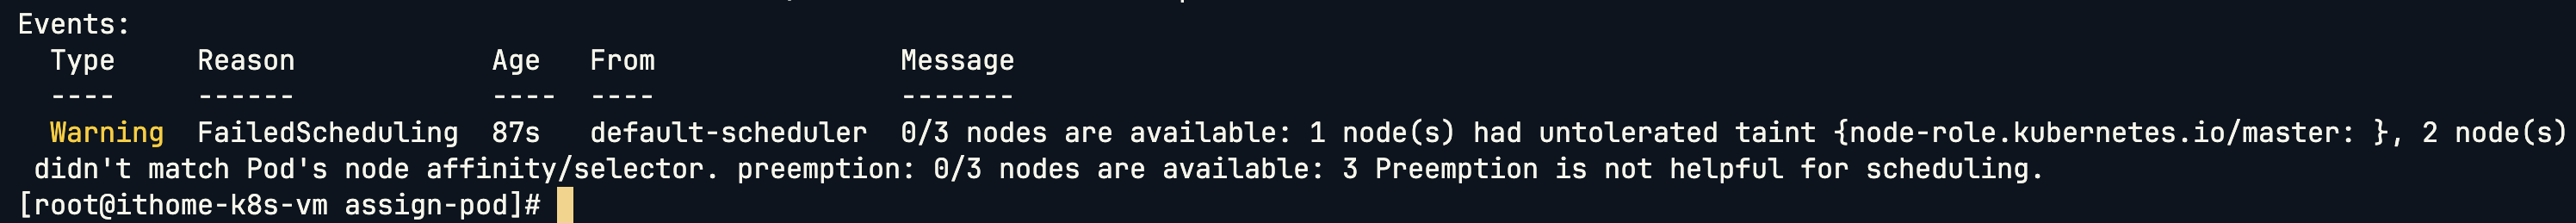 Events:
  Type     Reason            Age   From               Message
  ----     ------            ----  ----               -------
  Warning  FailedScheduling  87s   default-scheduler  0/3 nodes are available: 1 node(s) had untolerated taint {node-role.kubernetes.io/master: }, 2 node(s)
 didn't match Pod's node affinity/selector. preemption: 0/3 nodes are available: 3 Preemption is not helpful for scheduling.
[root@ithome-k8s-vm assign-pod]#